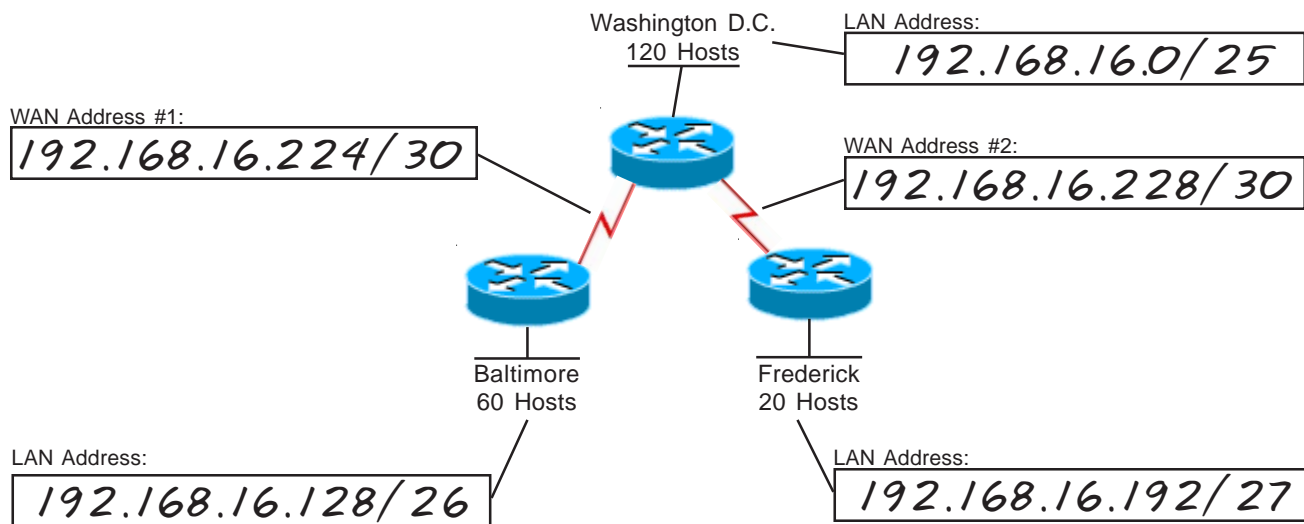 Washington D.C.
120 Hosts
LAN Address:
192.168.16.0/25
WAN Address #1:
192.168.16.224/30
WAN Address #2:
192.168.16.228/30
Baltimore
60 Hosts
Frederick
20 Hosts
LAN Address:
192.168.16.128/26
LAN Address:
192.168.16.192/27